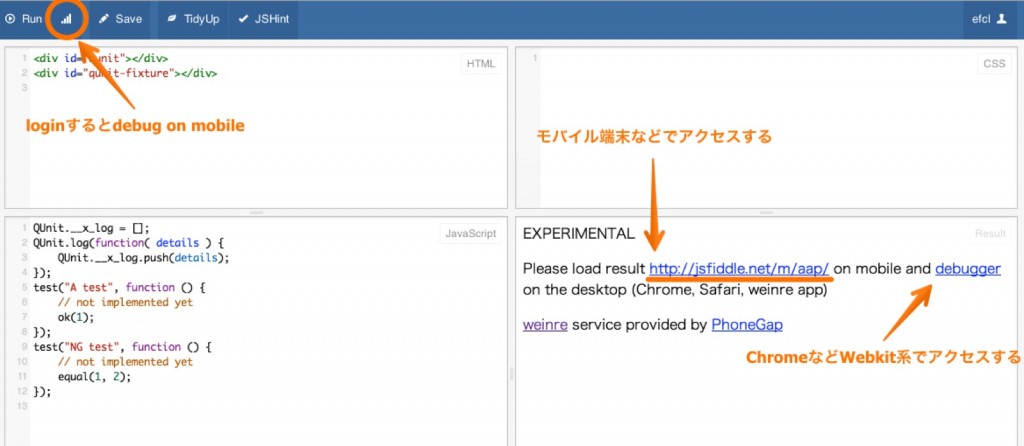 Run Save TidyUp JSHint efcl
1 <div id="qunit"></div>
2 <div id="qunit-fixture"></div>
3
HTML
loginするとdebug on mobile
1
CSS
モバイル端末などでアクセスする
1 QUnit.__x_log = [];
2 QUnit.log(function( details ) {
3 QUnit.__x_log.push(details);
4 });
5 test("A test", function () {
6 // not implemented yet
7 ok(1);
8 });
9 test("NG test", function () {
10 // not implemented yet
11 equal(1, 2);
12 });
13
JavaScript
EXPERIMENTAL
Result
Please load result http://jsfiddle.net/m/aap/ on mobile and debugger
on the desktop (Chrome, Safari, weinre app)
weinre service provided by PhoneGap
ChromeなどWebkit系でアクセスする